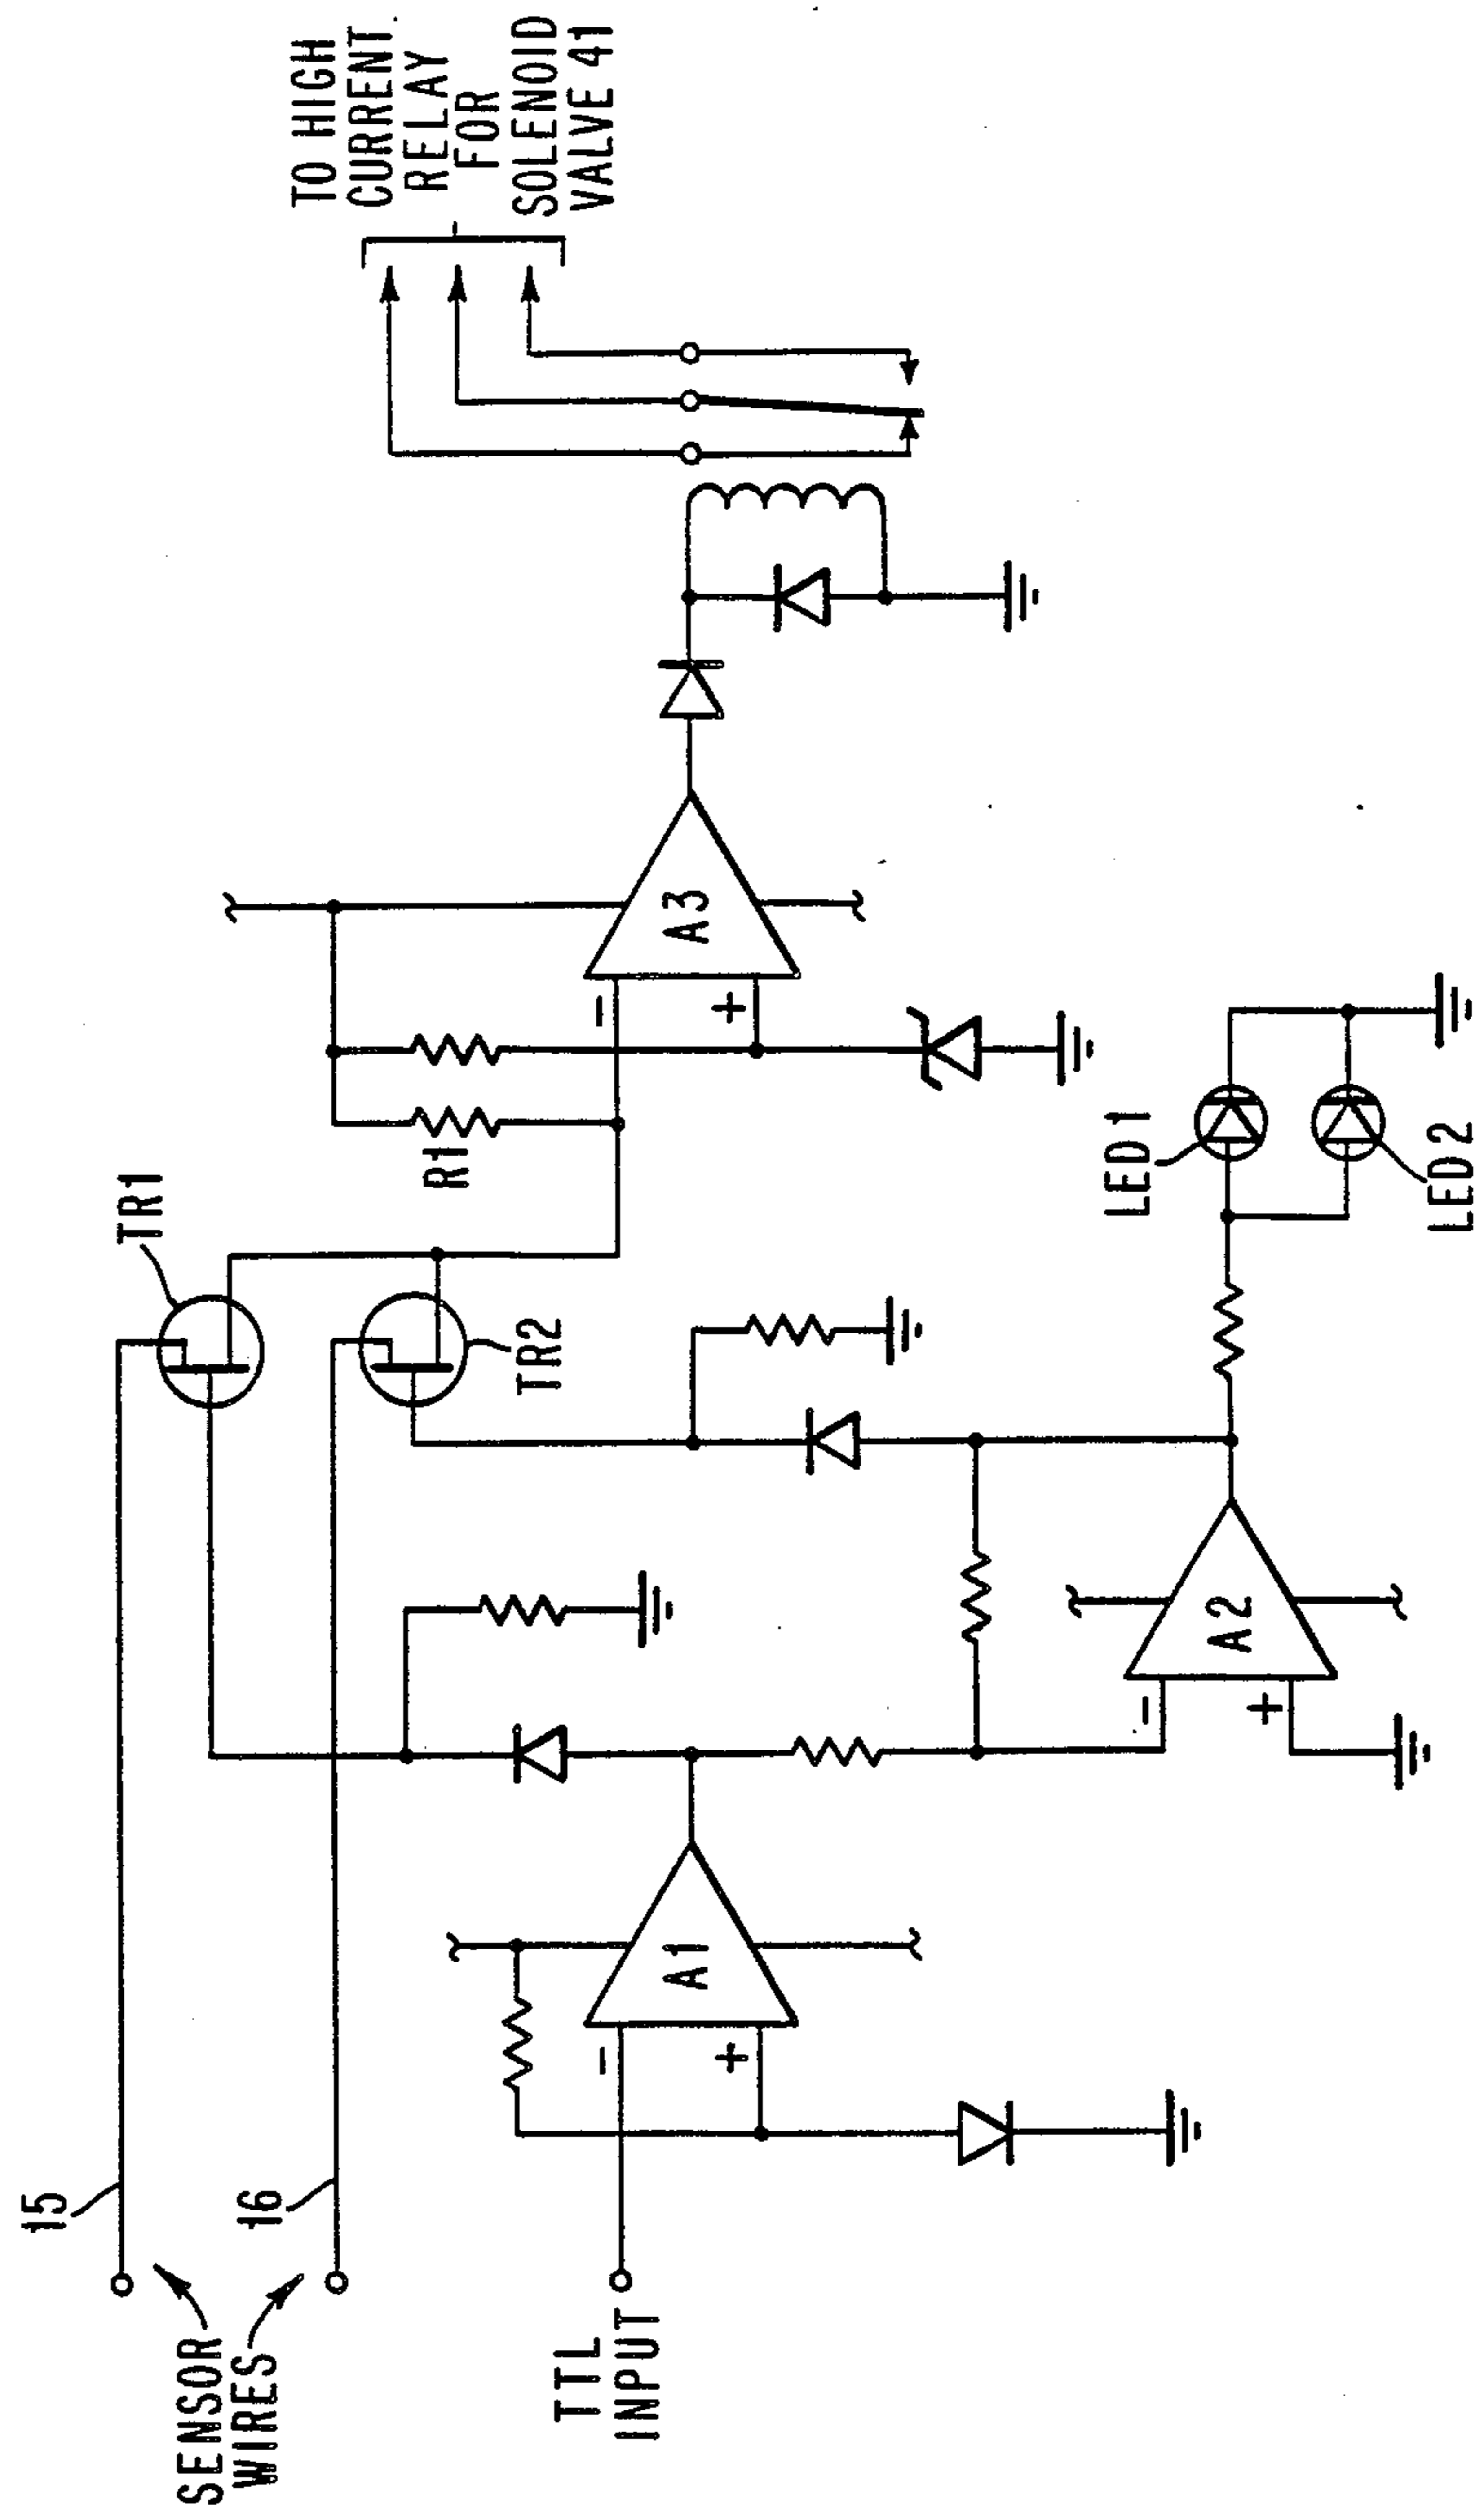 15
16
SENSOR
WIRES
TTL
INPUT
-
+
A1
-
+
A2
TR1
TR2
R1
LED1
LED2
-
+
A3
TO HIGH
CURRENT
RELAY
FOR
SOLENOID
VALVE 41